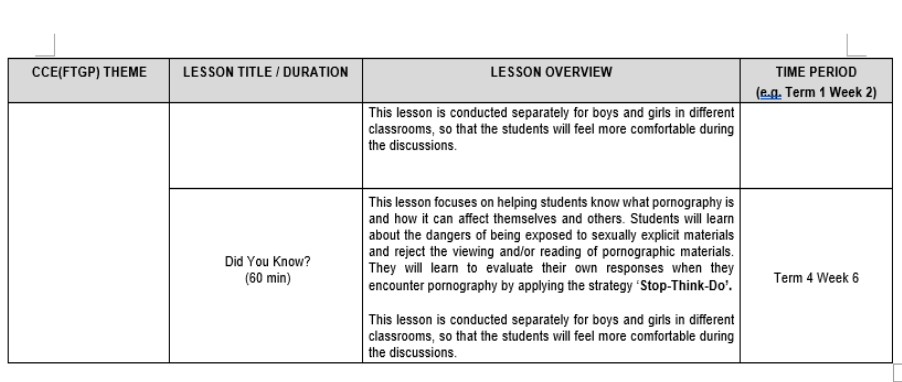 CCE(FTGP) THEME
LESSON TITLE / DURATION
LESSON OVERVIEW
TIME PERIOD
(e.g. Term 1 Week 2)
This lesson is conducted separately for boys and girls in different
classrooms, so that the students will feel more comfortable during
the discussions.
Did You Know?
(60 min)
This lesson focuses on helping students know what pornography is
and how it can affect themselves and others. Students will learn
about the dangers of being exposed to sexually explicit materials
and reject the viewing and/or reading of pornographic materials.
They will learn to evaluate their own responses when they
encounter pornography by applying the strategy ‘Stop-Think-Do’.
This lesson is conducted separately for boys and girls in different
classrooms, so that the students will feel more comfortable during
the discussions.
Term 4 Week 6